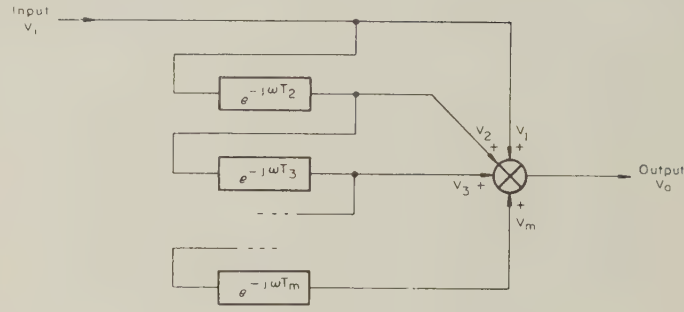 Input
V₁
e⁻ʲωT₂
V₂
+
V₁
+
e⁻ʲωT₃
V₃
+
Output
V₀
+
Vₘ
e⁻ʲωTₘ